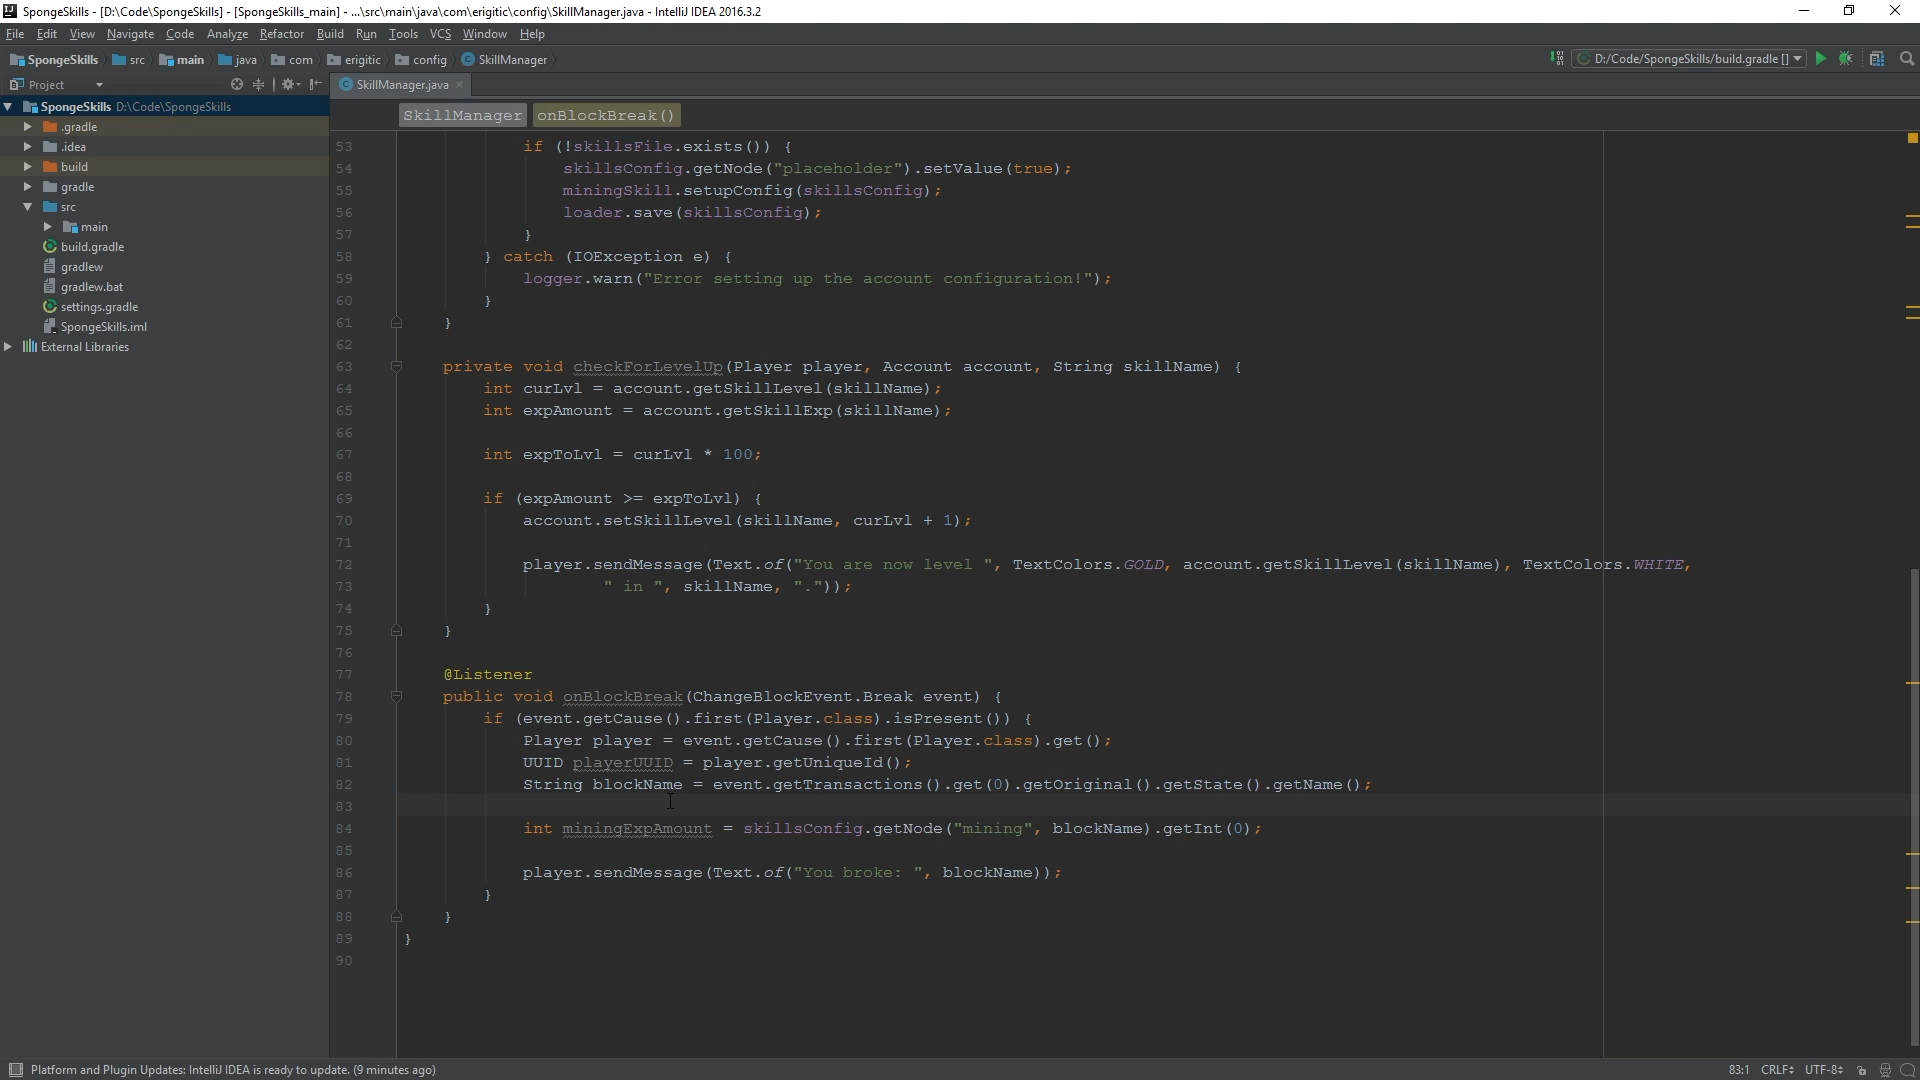 SpongeSkills - [D:\Code\SpongeSkills] - [SpongeSkills_main] - ...\src\main\java\com\erigitic\config\SkillManager.java - IntelliJ IDEA 2016.3.2
File Edit View Navigate Code Analyze Refactor Build Run Tools VCS Window Help
SpongeSkills src main java com erigitic config SkillManager D:/Code/SpongeSkills/build.gradle []
Project
SkillManager.java
SpongeSkills D:\Code\SpongeSkills
.gradle
.idea
build
gradle
src
main
build.gradle
gradlew
gradlew.bat
settings.gradle
SpongeSkills.iml
External Libraries
SkillManager onBlockBreak()
53 if (!skillsFile.exists()) {
54 skillsConfig.getNode("placeholder").setValue(true);
55 miningSkill.setupConfig(skillsConfig);
56 loader.save(skillsConfig);
57 }
58 } catch (IOException e) {
59 logger.warn("Error setting up the account configuration!");
60 }
61 }
62
63 private void checkForLevelUp(Player player, Account account, String skillName) {
64 int curLvl = account.getSkillLevel(skillName);
65 int expAmount = account.getSkillExp(skillName);
66
67 int expToLvl = curLvl * 100;
68
69 if (expAmount >= expToLvl) {
70 account.setSkillLevel(skillName, curLvl + 1);
71
72 player.sendMessage(Text.of("You are now level ", TextColors.GOLD, account.getSkillLevel(skillName), TextColors.WHITE,
73 " in ", skillName, "."));
74 }
75 }
76
77 @Listener
78 public void onBlockBreak(ChangeBlockEvent.Break event) {
79 if (event.getCause().first(Player.class).isPresent()) {
80 Player player = event.getCause().first(Player.class).get();
81 UUID playerUUID = player.getUniqueId();
82 String blockName = event.getTransactions().get(0).getOriginal().getState().getName();
83
84 int miningExpAmount = skillsConfig.getNode("mining", blockName).getInt(0);
85
86 player.sendMessage(Text.of("You broke: ", blockName));
87 }
88 }
89 }
90
Platform and Plugin Updates: IntelliJ IDEA is ready to update. (9 minutes ago) 83:1 CRLF UTF-8